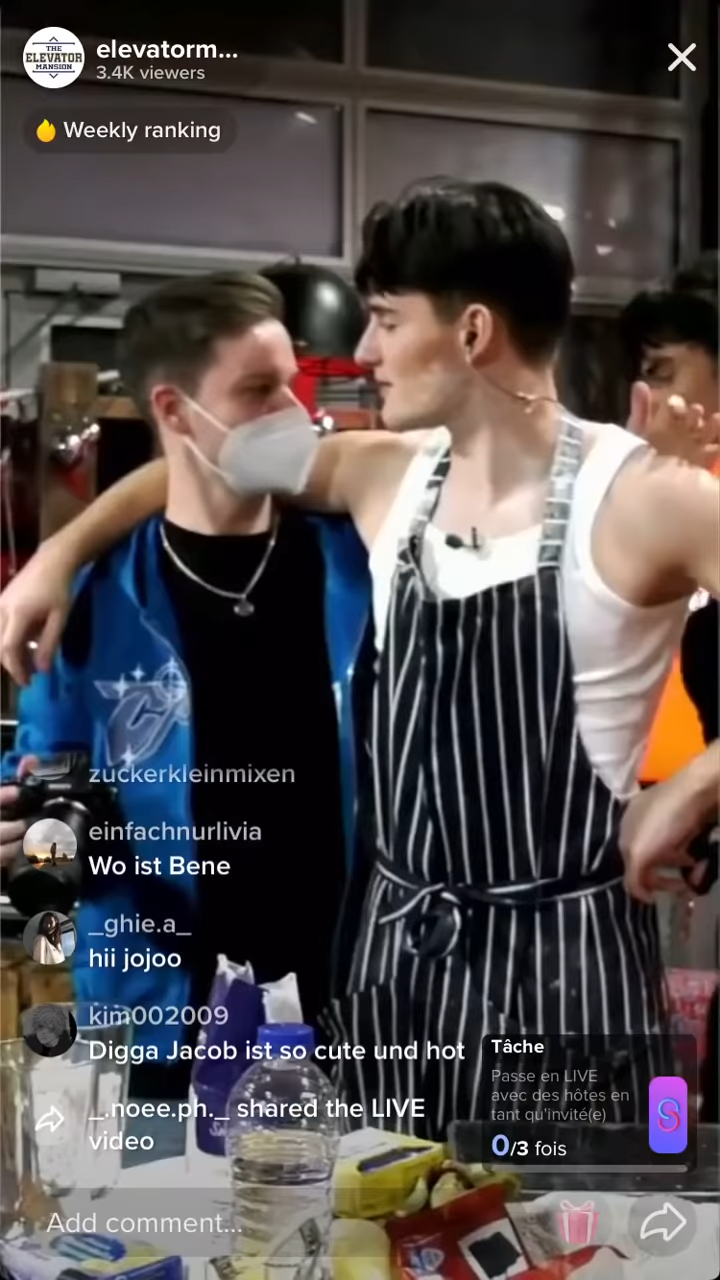 THE
ELEVATOR
MANSION
elevatorm...
3.4K viewers
Weekly ranking
zuckerkleinmixen
einfachnurlivia
Wo ist Bene
_ghie.a_
hii jojoo
kim002009
Digga Jacob ist so cute und hot
_.noee.ph._ shared the LIVE
video
Tâche
Passe en LIVE
avec des hôtes en
tant qu'invité(e)
0/3 fois
Add comment...